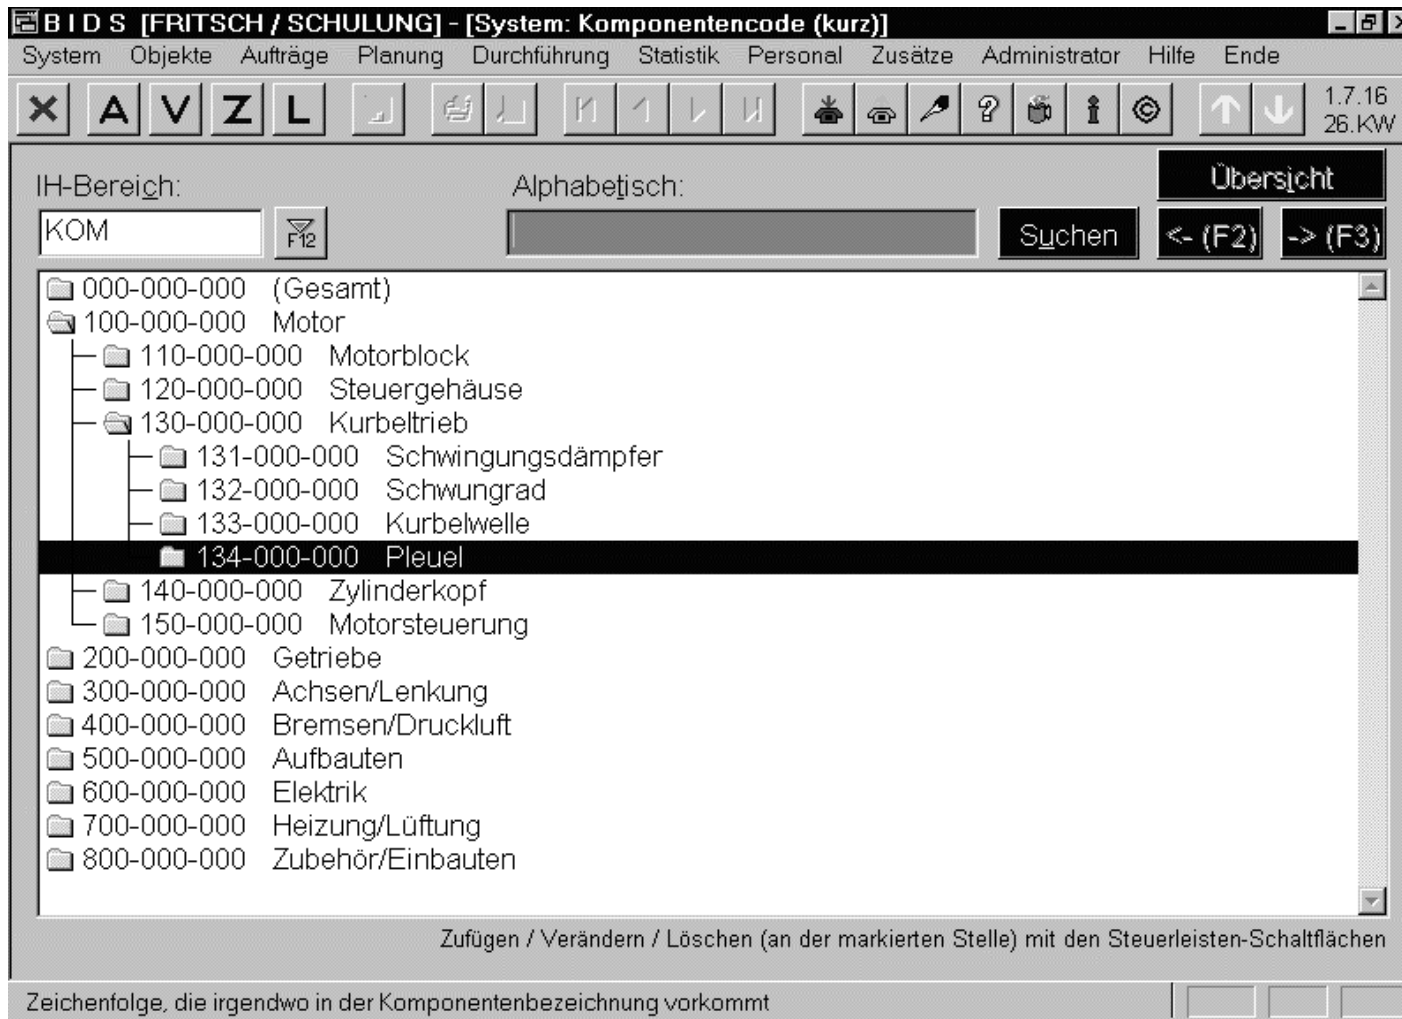 B I D S [FRITSCH / SCHULUNG] - [System: Komponentencode (kurz)]
System Objekte Aufträge Planung Durchführung Statistik Personal Zusätze Administrator Hilfe Ende
A V Z L ? i © 1.7.16
26.KW
Übersicht
IH-Bereich: Alphabetisch:
KOM F12 Suchen <- (F2) -> (F3)
000-000-000 (Gesamt)
100-000-000 Motor
110-000-000 Motorblock
120-000-000 Steuergehäuse
130-000-000 Kurbeltrieb
131-000-000 Schwingungsdämpfer
132-000-000 Schwungrad
133-000-000 Kurbelwelle
134-000-000 Pleuel
140-000-000 Zylinderkopf
150-000-000 Motorsteuerung
200-000-000 Getriebe
300-000-000 Achsen/Lenkung
400-000-000 Bremsen/Druckluft
500-000-000 Aufbauten
600-000-000 Elektrik
700-000-000 Heizung/Lüftung
800-000-000 Zubehör/Einbauten
Zufügen / Verändern / Löschen (an der markierten Stelle) mit den Steuerleisten-Schaltflächen
Zeichenfolge, die irgendwo in der Komponentenbezeichnung vorkommt